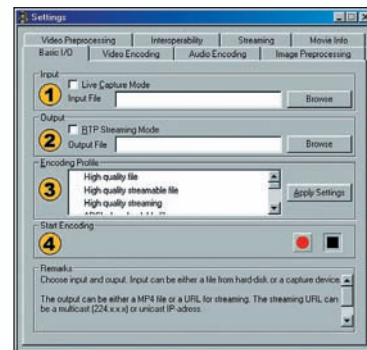 Settings
Video Preprocessing Interoperability Streaming Movie Info
Basic I/O Video Encoding Audio Encoding Image Preprocessing
Input
1 Live Capture Mode
Input File Browse
Output
2 RTP Streaming Mode
Output File Browse
Encoding Profile
3 High quality file
High quality streamable file
High quality streaming
Apply Settings
Start Encoding
4
Remarks
Choose input and ouput. Input can be either a file from hard-disk or a capture device
The output can be either a MP4 file or a URL for streaming. The streaming URL can
be a multicast (224.x.x.x) or unicast IP-adress.